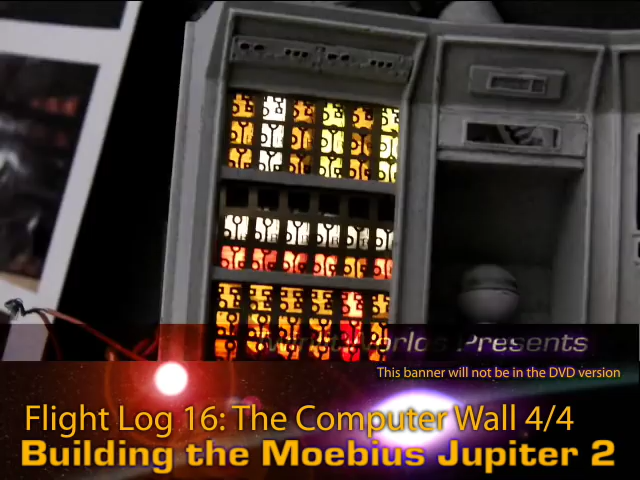 Worlds Presents
This banner will not be in the DVD version
Flight Log 16: The Computer Wall 4/4
Building the Moebius Jupiter 2